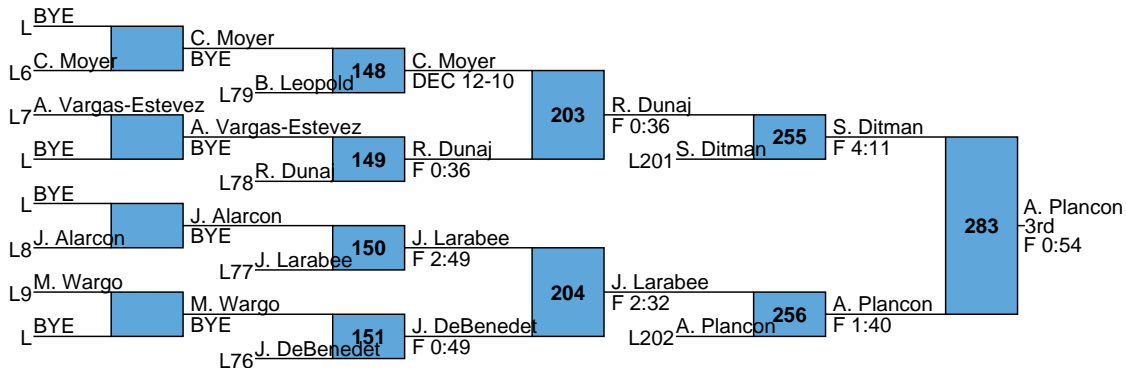 L BYE
L6 C. Moyer
C. Moyer
BYE
L79 B. Leopold
148
C. Moyer
DEC 12-10
L7 A. Vargas-Estevez
L BYE
A. Vargas-Estevez
BYE
L78 R. Dunaj
149
R. Dunaj
F 0:36
203
R. Dunaj
F 0:36
L201 S. Ditman
255
S. Ditman
F 4:11
L BYE
L8 J. Alarcon
J. Alarcon
BYE
L77 J. Larabee
150
J. Larabee
F 2:49
L9 M. Wargo
L BYE
M. Wargo
BYE
L76 J. DeBenedet
151
J. DeBenedet
F 0:49
204
J. Larabee
F 2:32
L202 A. Plancon
256
A. Plancon
F 1:40
283
A. Plancon
3rd
F 0:54